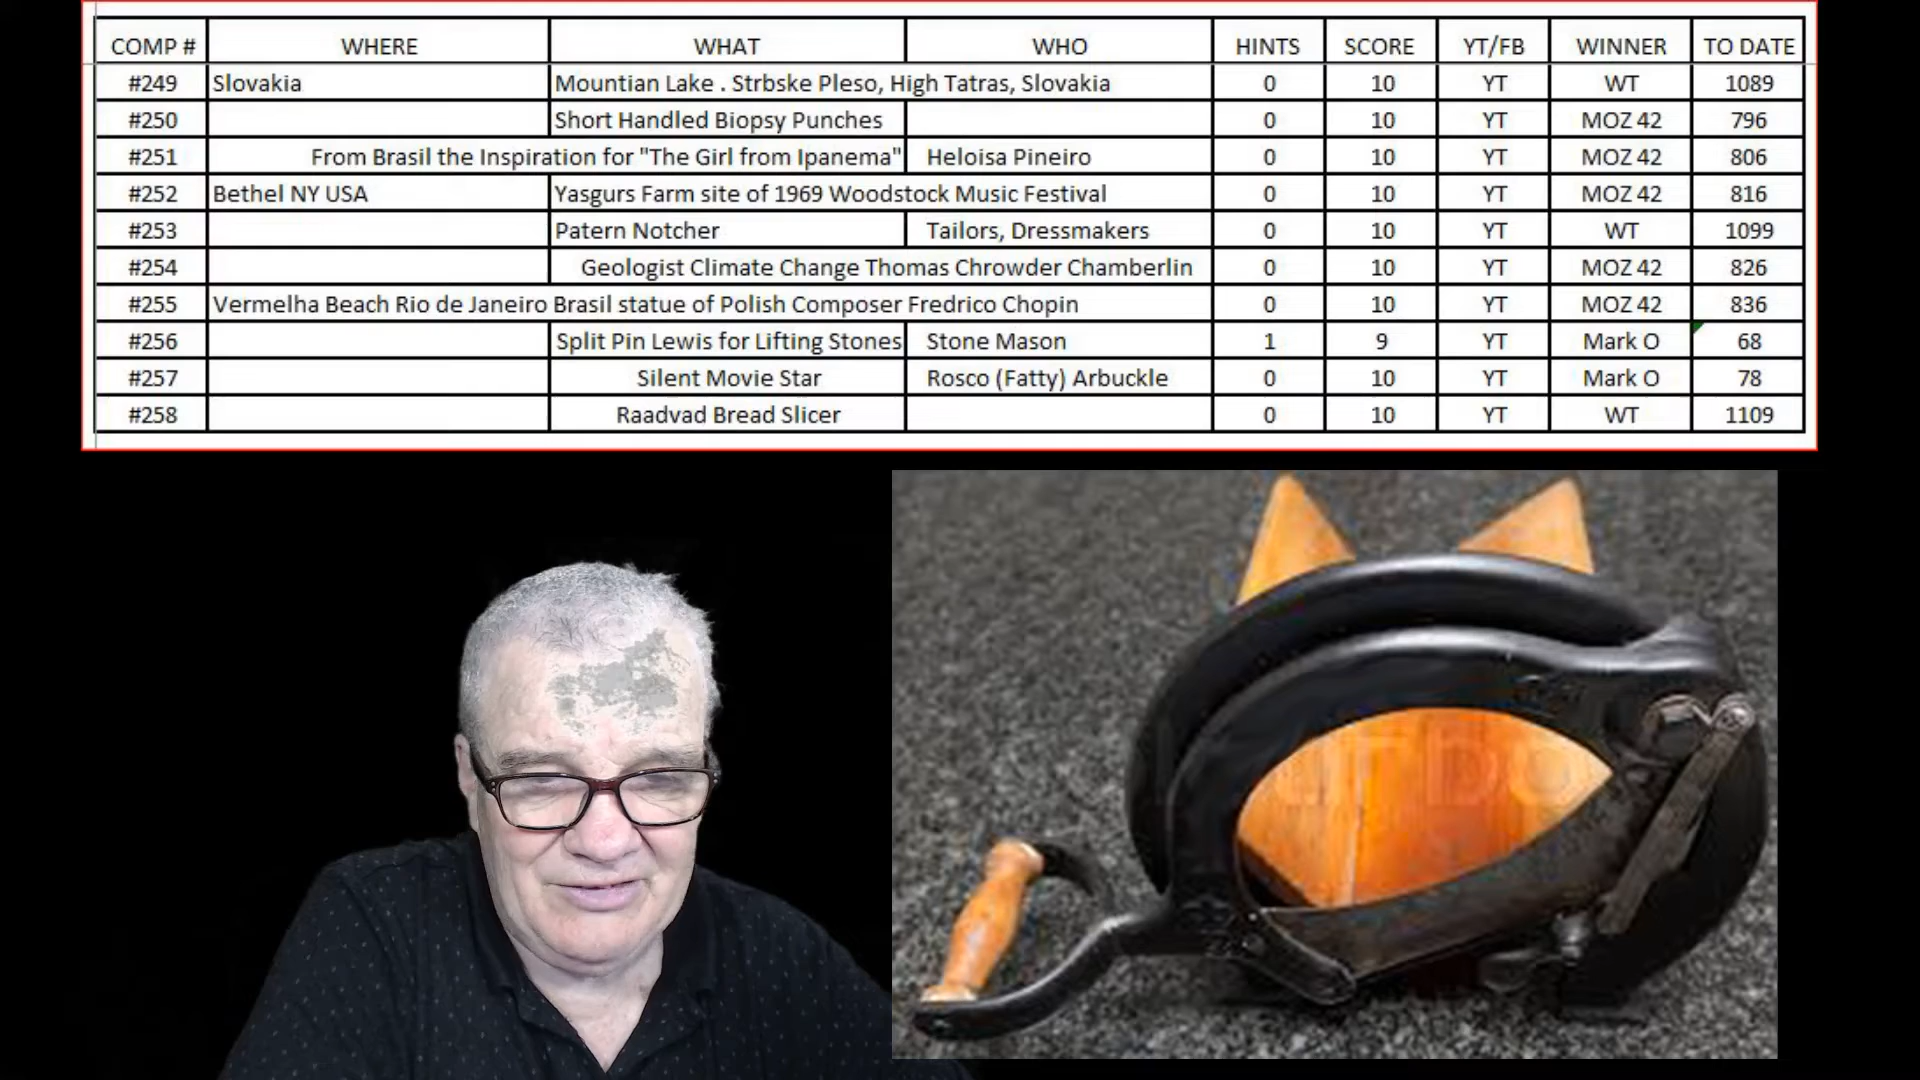 COMP # WHERE WHAT WHO HINTS SCORE YT/FB WINNER TO DATE
#249 Slovakia Mountian Lake . Strbske Pleso, High Tatras, Slovakia 0 10 YT WT 1089
#250 Short Handled Biopsy Punches 0 10 YT MOZ 42 796
#251 From Brasil the Inspiration for "The Girl from Ipanema" Heloisa Pineiro 0 10 YT MOZ 42 806
#252 Bethel NY USA Yasgurs Farm site of 1969 Woodstock Music Festival 0 10 YT MOZ 42 816
#253 Patern Notcher Tailors, Dressmakers 0 10 YT WT 1099
#254 Geologist Climate Change Thomas Chrowder Chamberlin 0 10 YT MOZ 42 826
#255 Vermelha Beach Rio de Janeiro Brasil statue of Polish Composer Fredrico Chopin 0 10 YT MOZ 42 836
#256 Split Pin Lewis for Lifting Stones Stone Mason 1 9 YT Mark O 68
#257 Silent Movie Star Rosco (Fatty) Arbuckle 0 10 YT Mark O 78
#258 Raadvad Bread Slicer 0 10 YT WT 1109